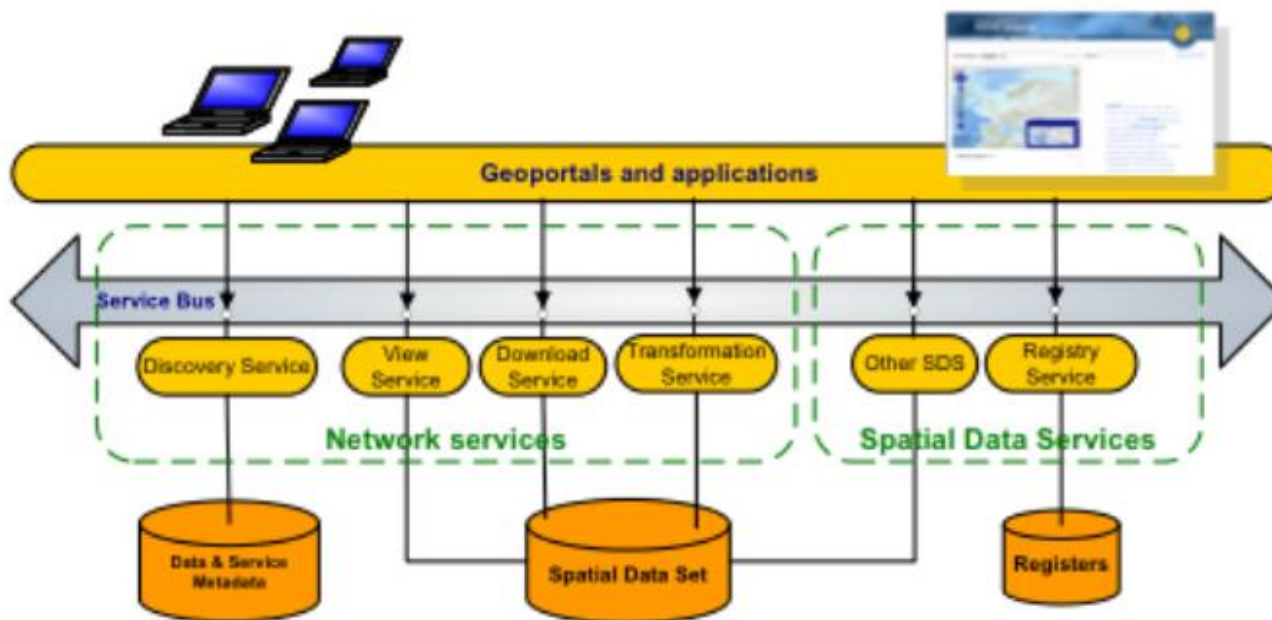 Geoportals and applications
Service Bus
Discovery Service
View
Service
Download
Service
Transformation
Service
Other SDS
Registry
Service
Network services
Spatial Data Services
Data & Service
Metadata
Spatial Data Set
Registers